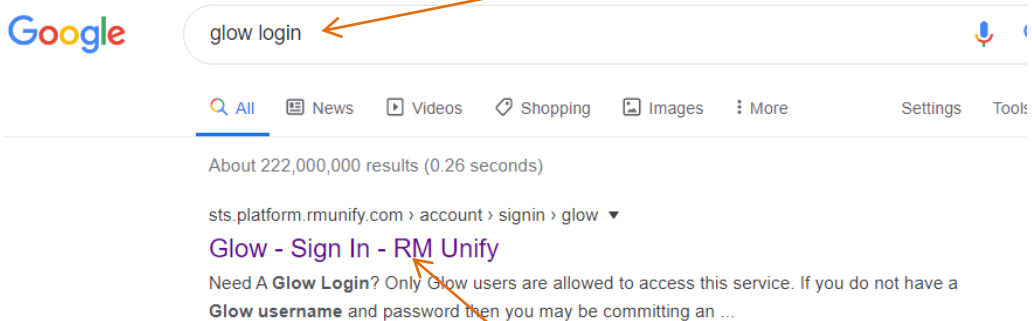 Google
glow login
All News Videos Shopping Images More Settings Tools
About 222,000,000 results (0.26 seconds)
sts.platform.rmunify.com › account › signin › glow
Glow - Sign In - RM Unify
Need A Glow Login? Only Glow users are allowed to access this service. If you do not have a
Glow username and password then you may be committing an ...